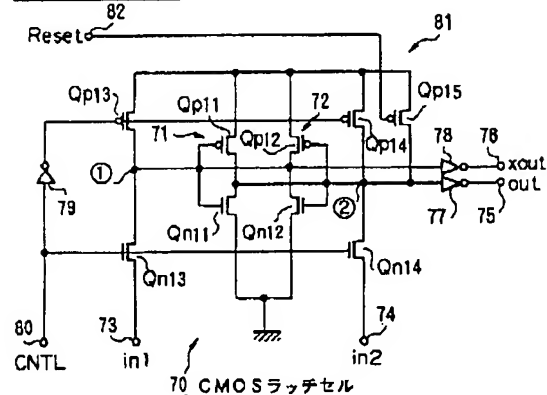 82
Reset
81
Qp13
Qp11
72
Qp15
71
Qp12
Qp14
78
76
xout
①
79
②
out
77
75
Qn11
Qn12
Qn13
Qn14
80
73
74
CNTL
in1
in2
70 CMOSラッチセル